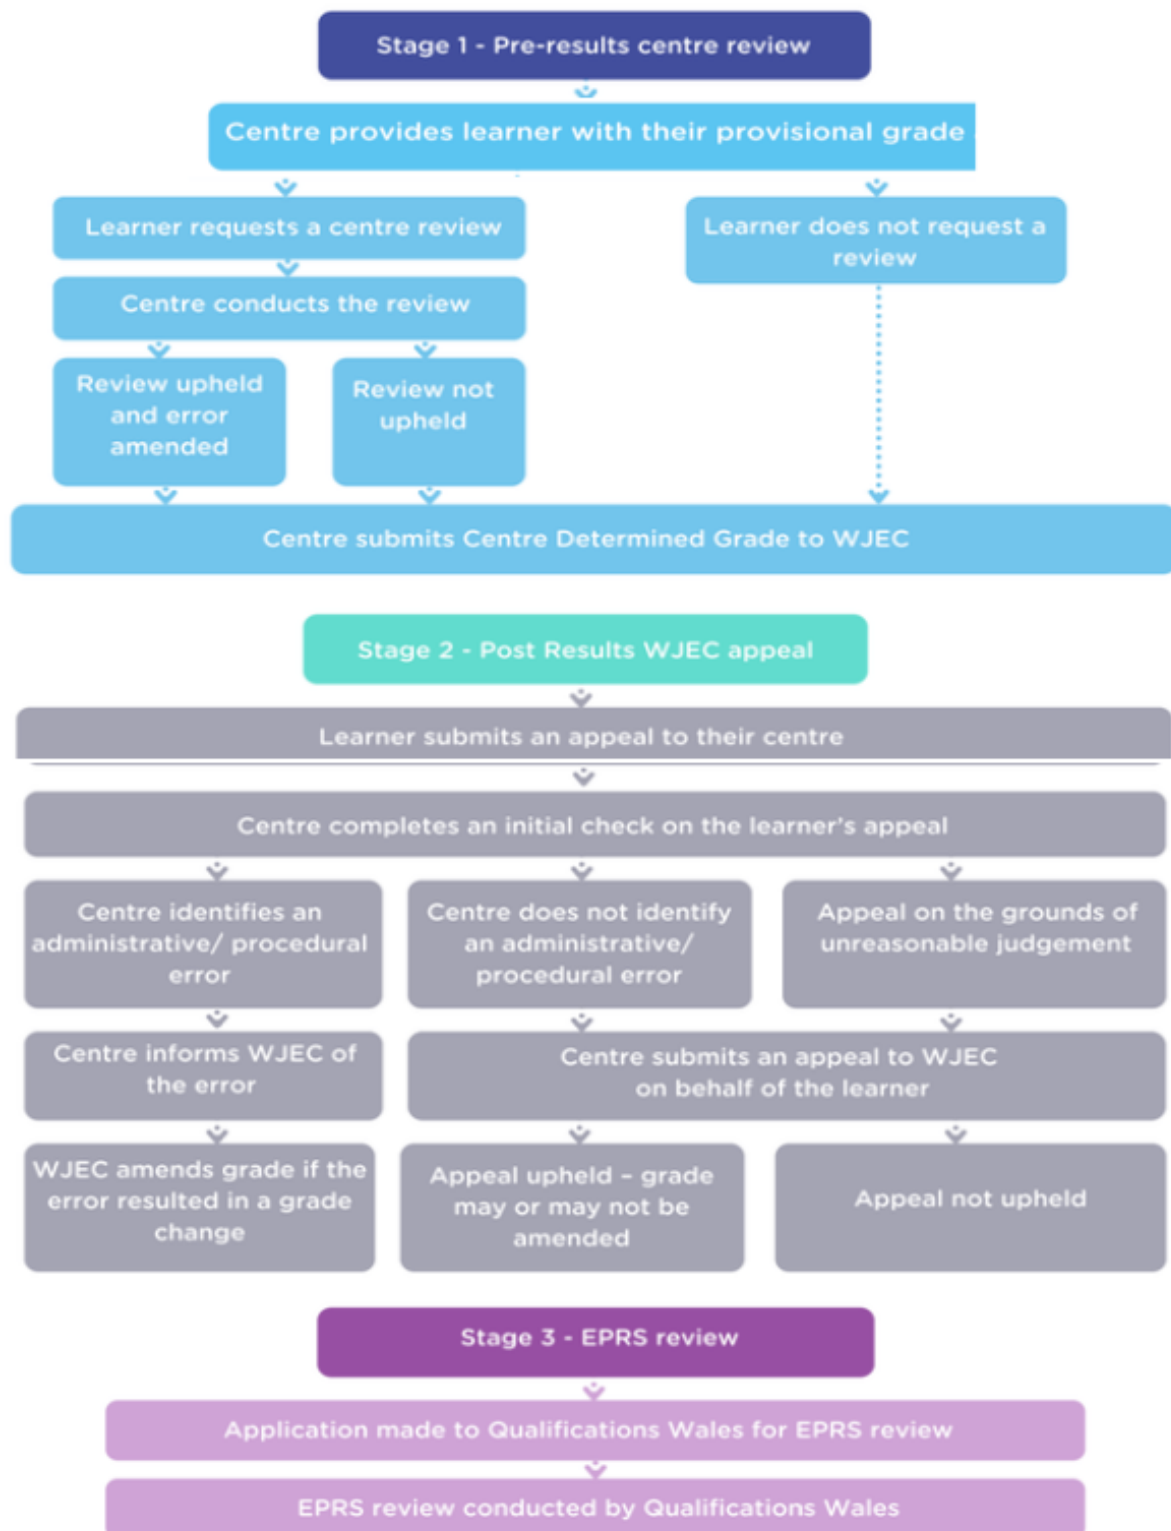 Stage 1 - Pre-results centre review
Centre provides learner with their provisional grade
Learner requests a centre review
Learner does not request a
review
Centre conducts the review
Review upheld
and error
amended
Review not
upheld
Centre submits Centre Determined Grade to WJEC
Stage 2 - Post Results WJEC appeal
Learner submits an appeal to their centre
Centre completes an initial check on the learner's appeal
Centre identifies an
administrative/ procedural
error
Centre does not identify
an administrative/
procedural error
Appeal on the grounds of
unreasonable judgement
Centre informs WJEC of
the error
Centre submits an appeal to WJEC
on behalf of the learner
WJEC amends grade if the
error resulted in a grade
change
Appeal upheld – grade
may or may not be
amended
Appeal not upheld
Stage 3 - EPRS review
Application made to Qualifications Wales for EPRS review
EPRS review conducted by Qualifications Wales